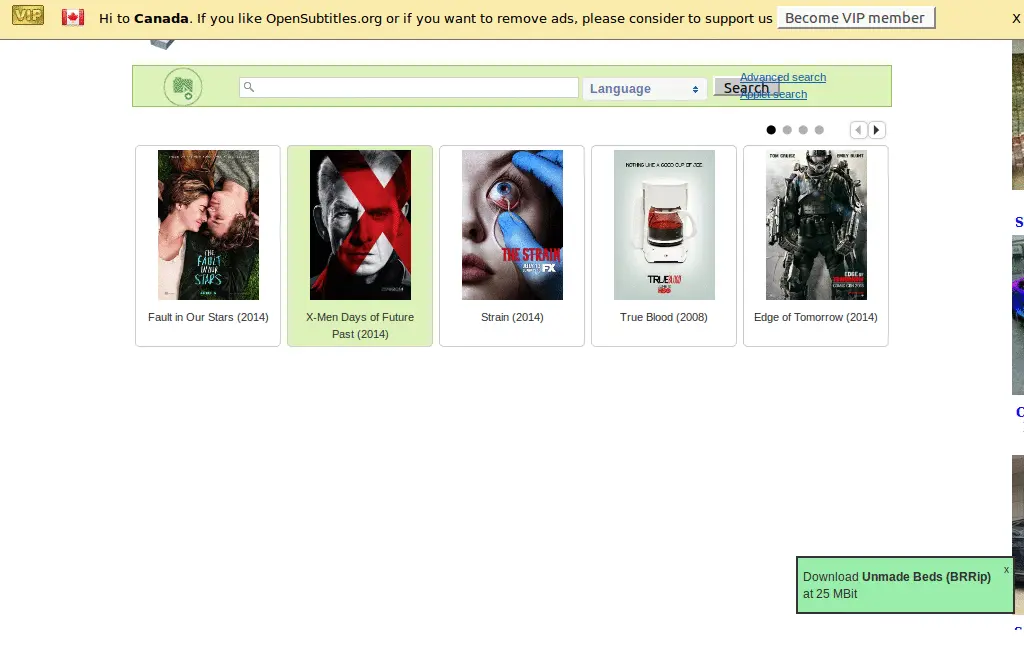 VIP
Hi to Canada. If you like OpenSubtitles.org or if you want to remove ads, please consider to support us Become VIP member X
Language
Search
Advanced search
Applet search
THE FAULT IN OUR STARS
THE STRAIN
FX
NOTHING LIKE A GOOD CUP OF JOE.
TRUE BLOOD
HBO
TOM CRUISE EMILY BLUNT
EDGE OF TOMORROW
Fault in Our Stars (2014)
X-Men Days of Future
Past (2014)
Strain (2014)
True Blood (2008)
Edge of Tomorrow (2014)
S
Download Unmade Beds (BRRip) x
at 25 MBit